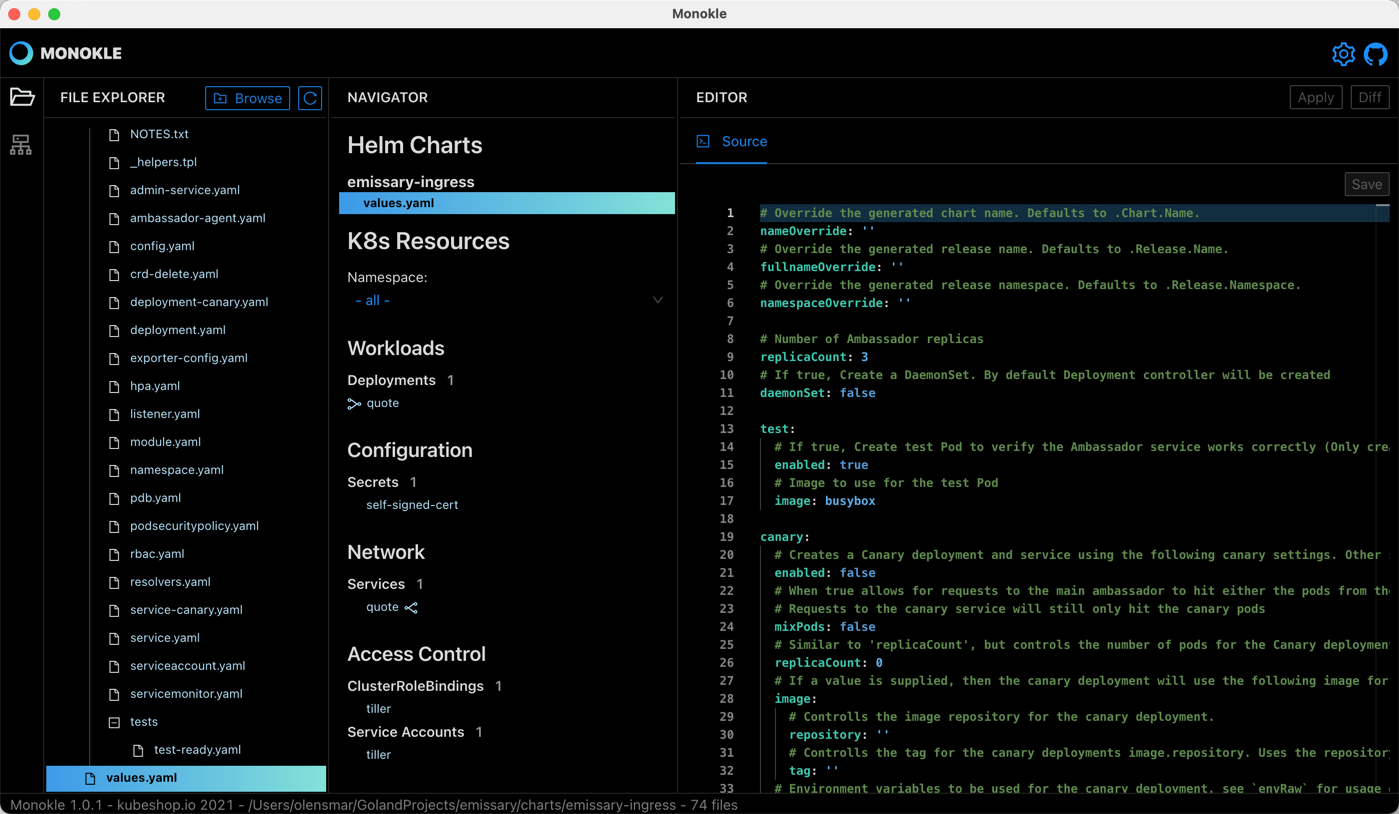 Monokle
MONOKLE
FILE EXPLORER
Browse
NOTES.txt
_helpers.tpl
admin-service.yaml
ambassador-agent.yaml
config.yaml
crd-delete.yaml
deployment-canary.yaml
deployment.yaml
exporter-config.yaml
hpa.yaml
listener.yaml
module.yaml
namespace.yaml
pdb.yaml
podsecuritypolicy.yaml
rbac.yaml
resolvers.yaml
service-canary.yaml
service.yaml
serviceaccount.yaml
servicemonitor.yaml
tests
test-ready.yaml
values.yaml
NAVIGATOR
Helm Charts
emissary-ingress
values.yaml
K8s Resources
Namespace:
- all -
Workloads
Deployments 1
quote
Configuration
Secrets 1
self-signed-cert
Network
Services 1
quote
Access Control
ClusterRoleBindings 1
tiller
Service Accounts 1
tiller
EDITOR
Apply
Diff
Source
Save
1 # Override the generated chart name. Defaults to .Chart.Name.
2 nameOverride: ''
3 # Override the generated release name. Defaults to .Release.Name.
4 fullnameOverride: ''
5 # Override the generated release namespace. Defaults to .Release.Namespace.
6 namespaceOverride: ''
7
8 # Number of Ambassador replicas
9 replicaCount: 3
10 # If true, Create a DaemonSet. By default Deployment controller will be created
11 daemonSet: false
12
13 test:
14 # If true, Create test Pod to verify the Ambassador service works correctly (Only cre
15 enabled: true
16 # Image to use for the test Pod
17 image: busybox
18
19 canary:
20 # Creates a Canary deployment and service using the following canary settings. Other
21 enabled: false
22 # When true allows for requests to the main ambassador to hit either the pods from the
23 # Requests to the canary service will still only hit the canary pods
24 mixPods: false
25 # Similar to 'replicaCount', but controls the number of pods for the Canary deploymen
26 replicaCount: 0
27 # If a value is supplied, then the canary deployment will use the following image for
28 image:
29 # Controlls the image repository for the canary deployment.
30 repository: ''
31 # Controlls the tag for the canary deployments image.repository. Uses the repository
32 tag: ''
33 # Environment variables to be used for the canary deployment, see `envRaw` for usage
Monokle 1.0.1 - kubeshop.io 2021 - /Users/olensmar/GolandProjects/emissary/charts/emissary-ingress - 74 files